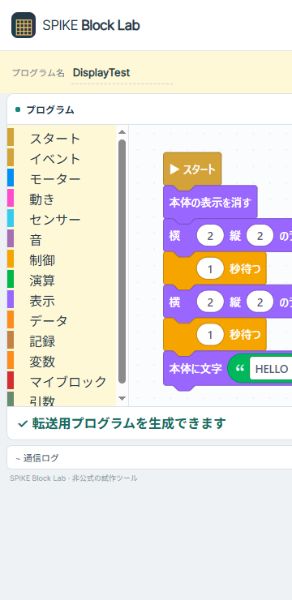 SPIKE Block Lab
プログラム名 DisplayTest
プログラム
スタート
イベント
モーター
動き
センサー
音
制御
演算
表示
データ
記録
変数
マイブロック
引数
▶ スタート
本体の表示を消す
横 2 縦 2 の
1 秒待つ
横 2 縦 2 の
1 秒待つ
本体に文字 “ HELLO
✓ 転送用プログラムを生成できます
~ 通信ログ
SPIKE Block Lab · 非公式の試作ツール